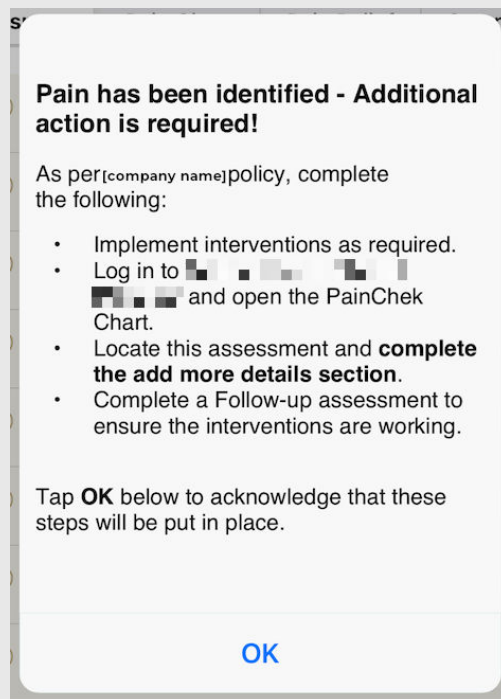 Pain has been identified - Additional
action is required!
As per [company name] policy, complete
the following:
• Implement interventions as required.
• Log in to
and open the PainChek
Chart.
• Locate this assessment and complete
the add more details section.
• Complete a Follow-up assessment to
ensure the interventions are working.
Tap OK below to acknowledge that these
steps will be put in place.
OK